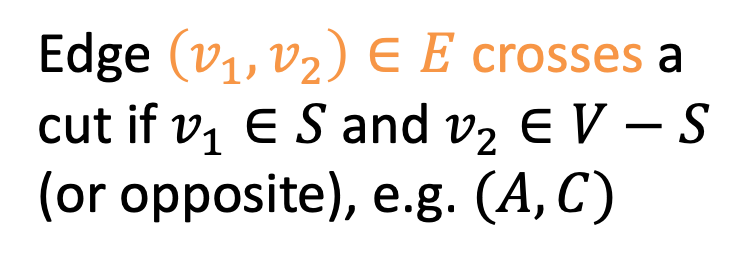 Edge (v₁, v₂) ∈ E crosses a
cut if v₁ ∈ S and v₂ ∈ V − S
(or opposite), e.g. (A, C)